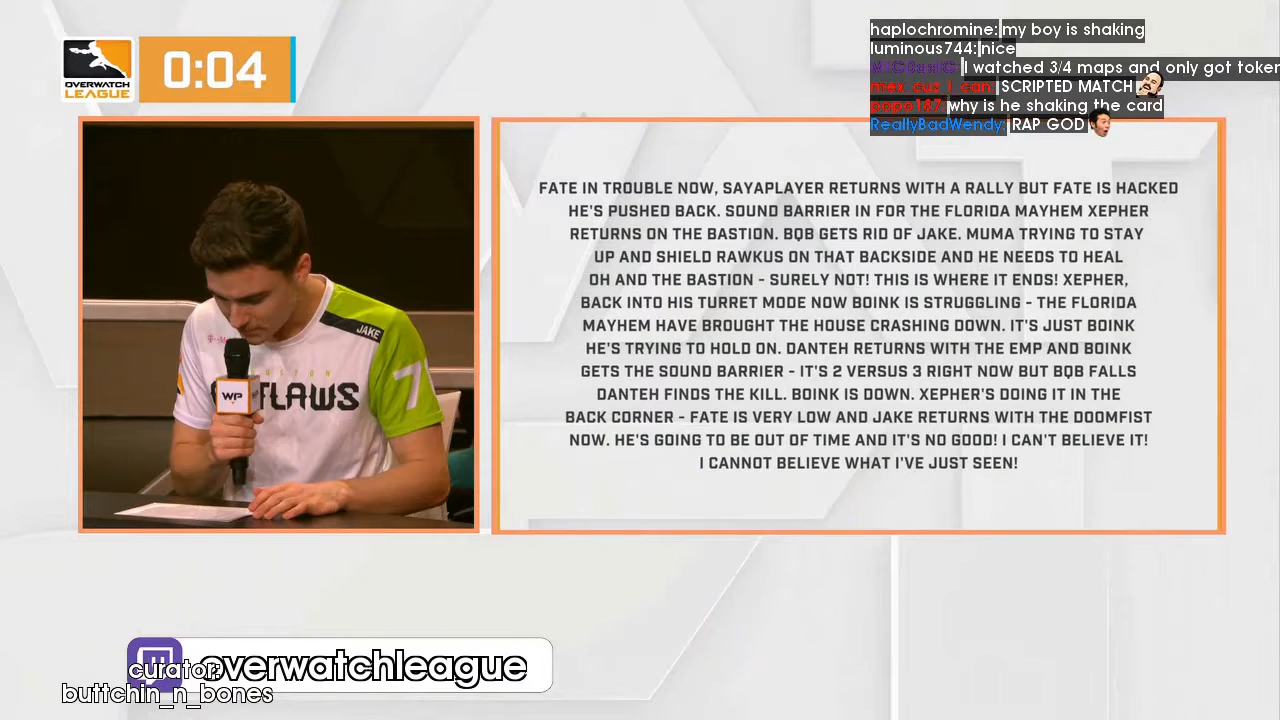 OVERWATCH
LEAGUE
0:04
haplochromine: my boy is shaking
luminous744: nice
I watched 3/4 maps and only got token
mex_cuz_i_can: SCRIPTED MATCH
popo187: why is he shaking the card
ReallyBadWendy: RAP GOD
FATE IN TROUBLE NOW, SAYAPLAYER RETURNS WITH A RALLY BUT FATE IS HACKED
HE'S PUSHED BACK. SOUND BARRIER IN FOR THE FLORIDA MAYHEM XEPHER
RETURNS ON THE BASTION. BQB GETS RID OF JAKE. MUMA TRYING TO STAY
UP AND SHIELD RAWKUS ON THAT BACKSIDE AND HE NEEDS TO HEAL
OH AND THE BASTION - SURELY NOT! THIS IS WHERE IT ENDS! XEPHER,
BACK INTO HIS TURRET MODE NOW BOINK IS STRUGGLING - THE FLORIDA
MAYHEM HAVE BROUGHT THE HOUSE CRASHING DOWN. IT'S JUST BOINK
HE'S TRYING TO HOLD ON. DANTEH RETURNS WITH THE EMP AND BOINK
GETS THE SOUND BARRIER - IT'S 2 VERSUS 3 RIGHT NOW BUT BQB FALLS
DANTEH FINDS THE KILL. BOINK IS DOWN. XEPHER'S DOING IT IN THE
BACK CORNER - FATE IS VERY LOW AND JAKE RETURNS WITH THE DOOMFIST
NOW. HE'S GOING TO BE OUT OF TIME AND IT'S NO GOOD! I CAN'T BELIEVE IT!
I CANNOT BELIEVE WHAT I'VE JUST SEEN!
JAKE
7
WP
overwatchleague
curator:
buttchin_n_bones